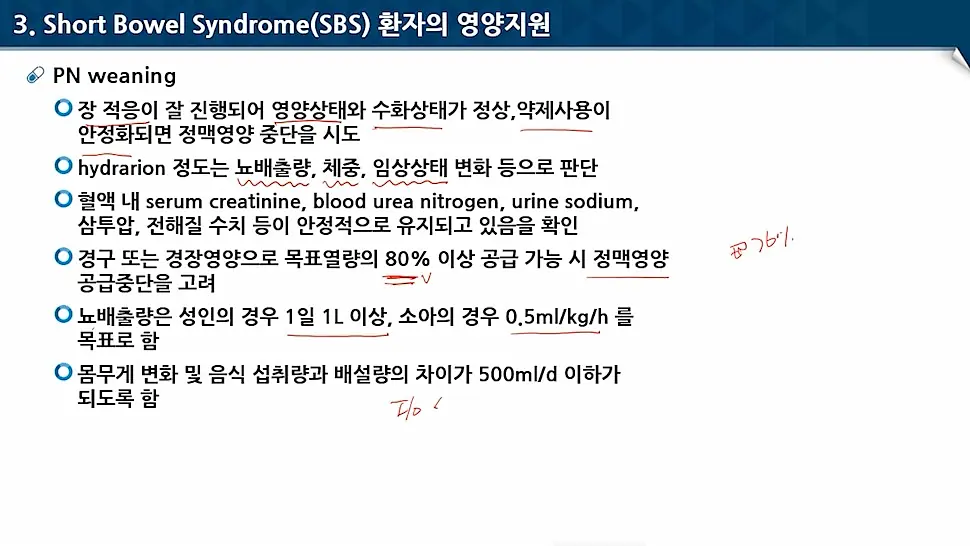 3. Short Bowel Syndrome(SBS) 환자의 영양지원
PN weaning
장 적응이 잘 진행되어 영양상태와 수화상태가 정상,약제사용이
안정화되면 정맥영양 중단을 시도
hydrarion 정도는 뇨배출량, 체중, 임상상태 변화 등으로 판단
혈액 내 serum creatinine, blood urea nitrogen, urine sodium,
삼투압, 전해질 수치 등이 안정적으로 유지되고 있음을 확인
경구 또는 경장영양으로 목표열량의 80% 이상 공급 가능 시 정맥영양
공급중단을 고려
뇨배출량은 성인의 경우 1일 1L 이상, 소아의 경우 0.5ml/kg/h 를
목표로 함
몸무게 변화 및 음식 섭취량과 배설량의 차이가 500ml/d 이하가
되도록 함
I/o